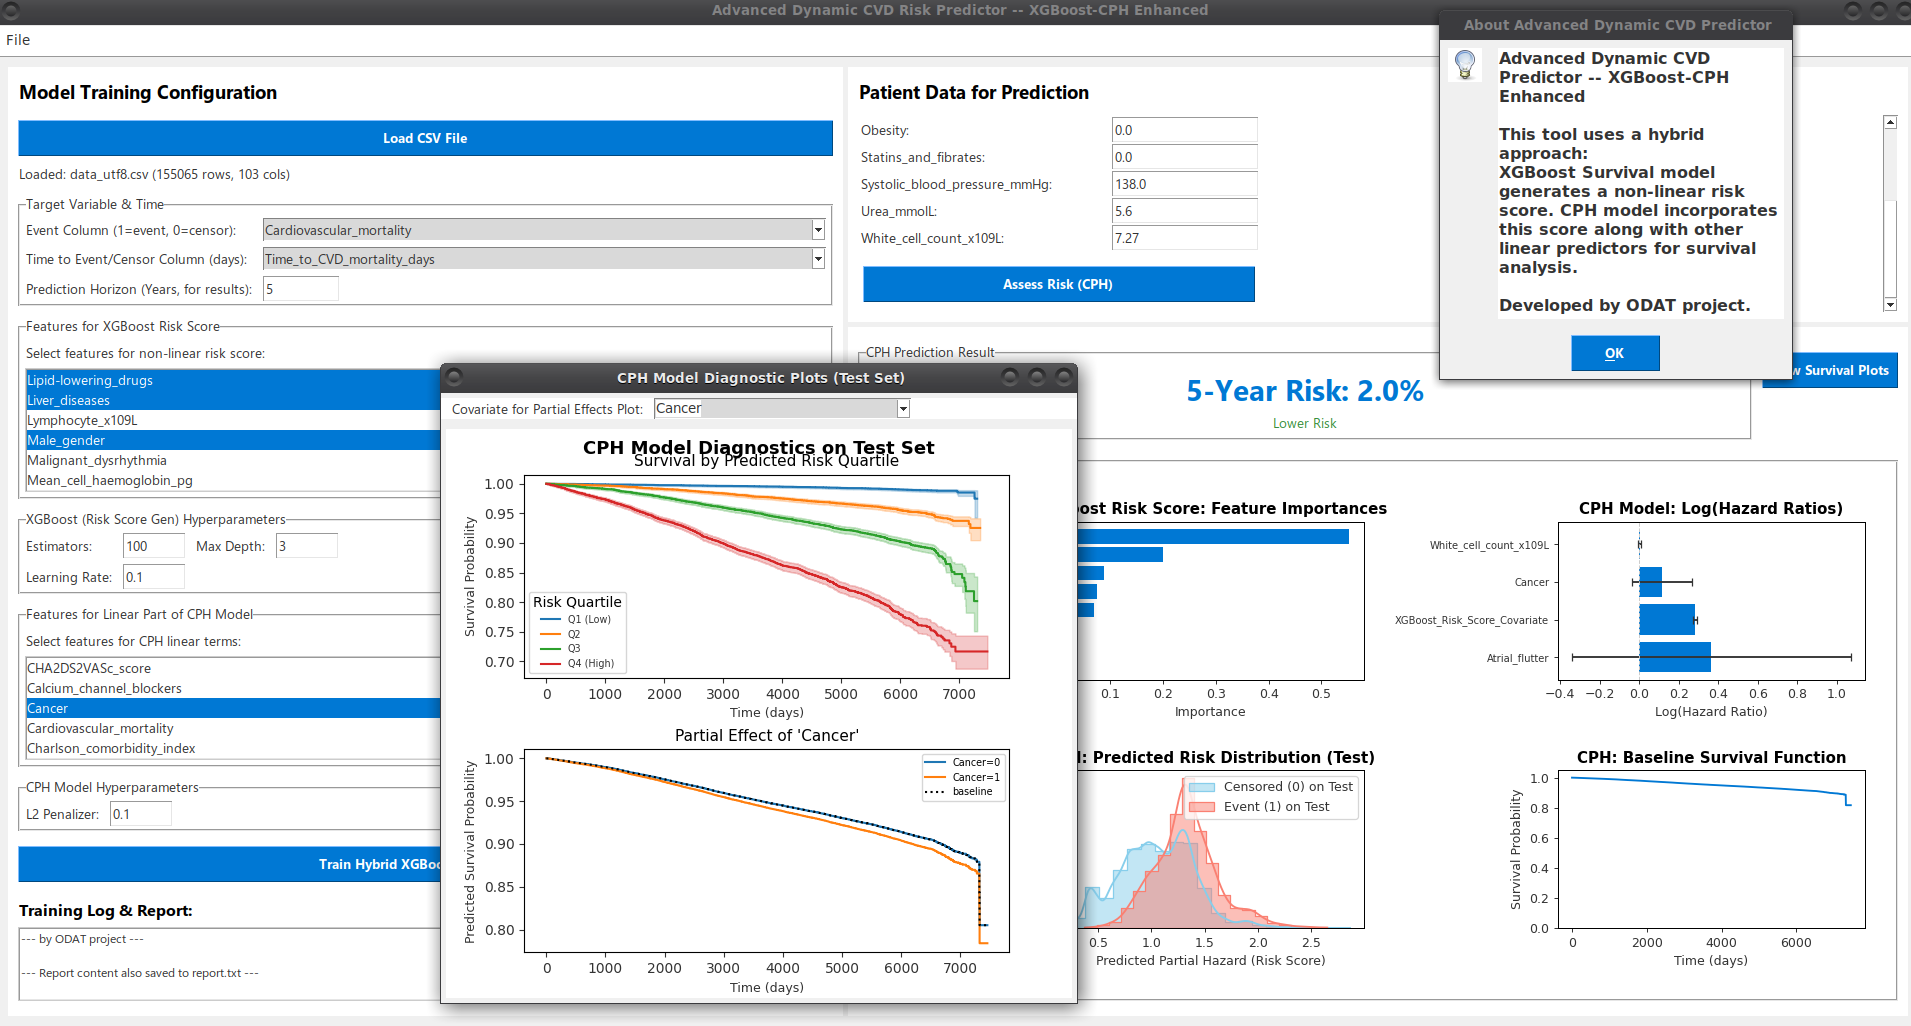 Advanced Dynamic CVD Risk Predictor -- XGBoost-CPH Enhanced
File
Model Training Configuration
Load CSV File
Loaded: data_utf8.csv (155065 rows, 103 cols)
Target Variable & Time
Event Column (1=event, 0=censor):
Cardiovascular_mortality
Time to Event/Censor Column (days):
Time_to_CVD_mortality_days
Prediction Horizon (Years, for results):
5
Features for XGBoost Risk Score
Select features for non-linear risk score:
Lipid-lowering_drugs
Liver_diseases
Lymphocyte_x109L
Male_gender
Malignant_dysrhythmia
Mean_cell_haemoglobin_pg
XGBoost (Risk Score Gen) Hyperparameters
Estimators:
100
Max Depth:
3
Learning Rate:
0.1
Features for Linear Part of CPH Model
Select features for CPH linear terms:
CHA2DS2VASc_score
Calcium_channel_blockers
Cancer
Cardiovascular_mortality
Charlson_comorbidity_index
CPH Model Hyperparameters
L2 Penalizer:
0.1
Train Hybrid XGBoo
Training Log & Report:
--- by ODAT project ---
--- Report content also saved to report.txt ---
Patient Data for Prediction
Obesity:
0.0
Statins_and_fibrates:
0.0
Systolic_blood_pressure_mmHg:
138.0
Urea_mmolL:
5.6
White_cell_count_x109L:
7.27
Assess Risk (CPH)
CPH Prediction Result
5-Year Risk: 2.0%
Lower Risk
w Survival Plots
About Advanced Dynamic CVD Predictor
Advanced Dynamic CVD
Predictor -- XGBoost-CPH
Enhanced
This tool uses a hybrid
approach:
XGBoost Survival model
generates a non-linear risk
score. CPH model incorporates
this score along with other
linear predictors for survival
analysis.
Developed by ODAT project.
OK
CPH Model Diagnostic Plots (Test Set)
Covariate for Partial Effects Plot:
Cancer
CPH Model Diagnostics on Test Set
Survival by Predicted Risk Quartile
Survival Probability
1.00
0.95
0.90
0.85
0.80
0.75
0.70
Risk Quartile
Q1 (Low)
Q2
Q3
Q4 (High)
0 1000 2000 3000 4000 5000 6000 7000
Time (days)
Partial Effect of 'Cancer'
Predicted Survival Probability
1.00
0.95
0.90
0.85
0.80
Cancer=0
Cancer=1
baseline
0 1000 2000 3000 4000 5000 6000 7000
Time (days)
ost Risk Score: Feature Importances
0.1 0.2 0.3 0.4 0.5
Importance
CPH Model: Log(Hazard Ratios)
White_cell_count_x109L
Cancer
XGBoost_Risk_Score_Covariate
Atrial_flutter
−0.4 −0.2 0.0 0.2 0.4 0.6 0.8 1.0
Log(Hazard Ratio)
: Predicted Risk Distribution (Test)
Censored (0) on Test
Event (1) on Test
0.5 1.0 1.5 2.0 2.5
Predicted Partial Hazard (Risk Score)
CPH: Baseline Survival Function
Survival Probability
1.0
0.8
0.6
0.4
0.2
0.0
0 2000 4000 6000
Time (days)